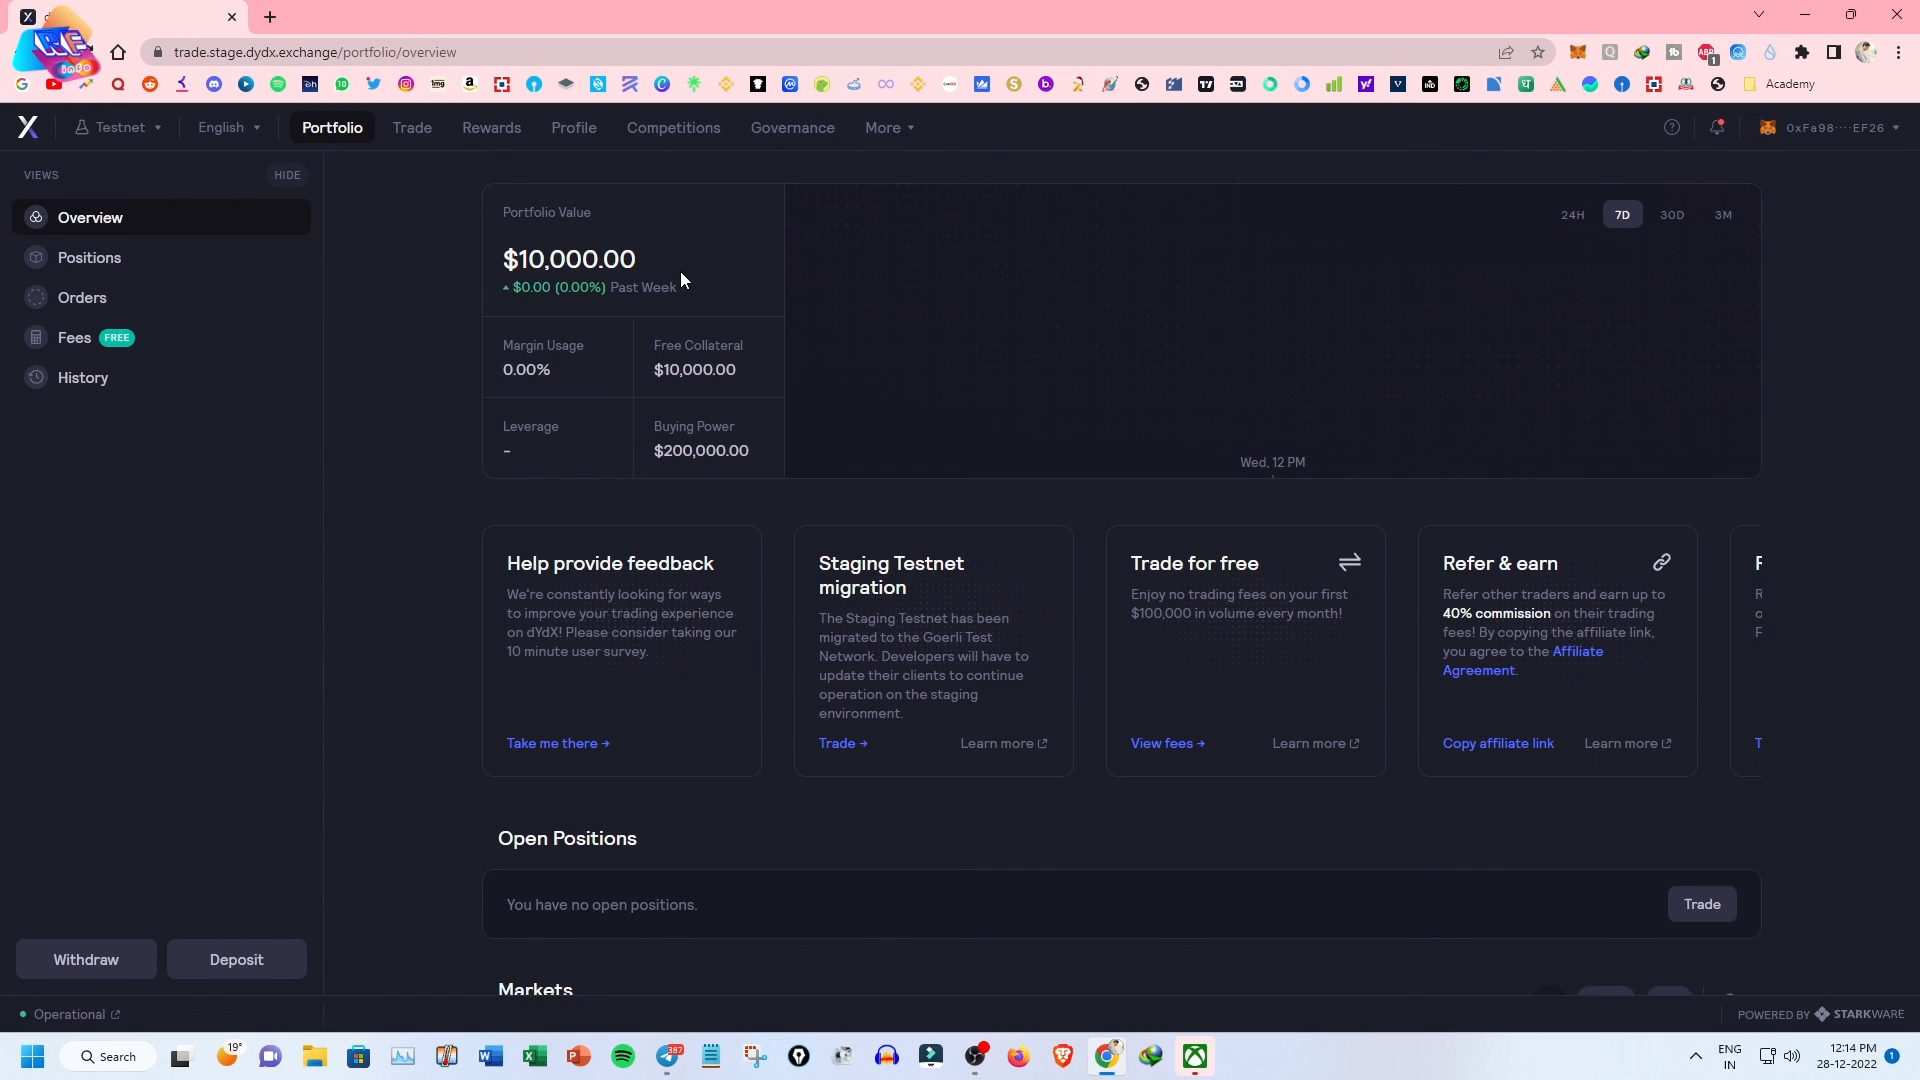 trade.stage.dydx.exchange/portfolio/overview
Academy
Testnet
English
Portfolio
Trade
Rewards
Profile
Competitions
Governance
More
0xFa98····EF26
VIEWS
HIDE
Overview
Positions
Orders
Fees FREE
History
Portfolio Value
$10,000.00
$0.00 (0.00%) Past Week
Margin Usage
0.00%
Free Collateral
$10,000.00
Leverage
-
Buying Power
$200,000.00
24H
7D
30D
3M
Wed, 12 PM
Help provide feedback
We're constantly looking for ways
to improve your trading experience
on dYdX! Please consider taking our
10 minute user survey.
Take me there →
Staging Testnet
migration
The Staging Testnet has been
migrated to the Goerli Test
Network. Developers will have to
update their clients to continue
operation on the staging
environment.
Trade →
Learn more
Trade for free
Enjoy no trading fees on your first
$100,000 in volume every month!
View fees →
Learn more
Refer & earn
Refer other traders and earn up to
40% commission on their trading
fees! By copying the affiliate link,
you agree to the Affiliate
Agreement.
Copy affiliate link
Learn more
Open Positions
You have no open positions.
Trade
Markets
Withdraw
Deposit
Operational
POWERED BY STARKWARE
19°
Search
387
ENG
IN
12:14 PM
28-12-2022
1